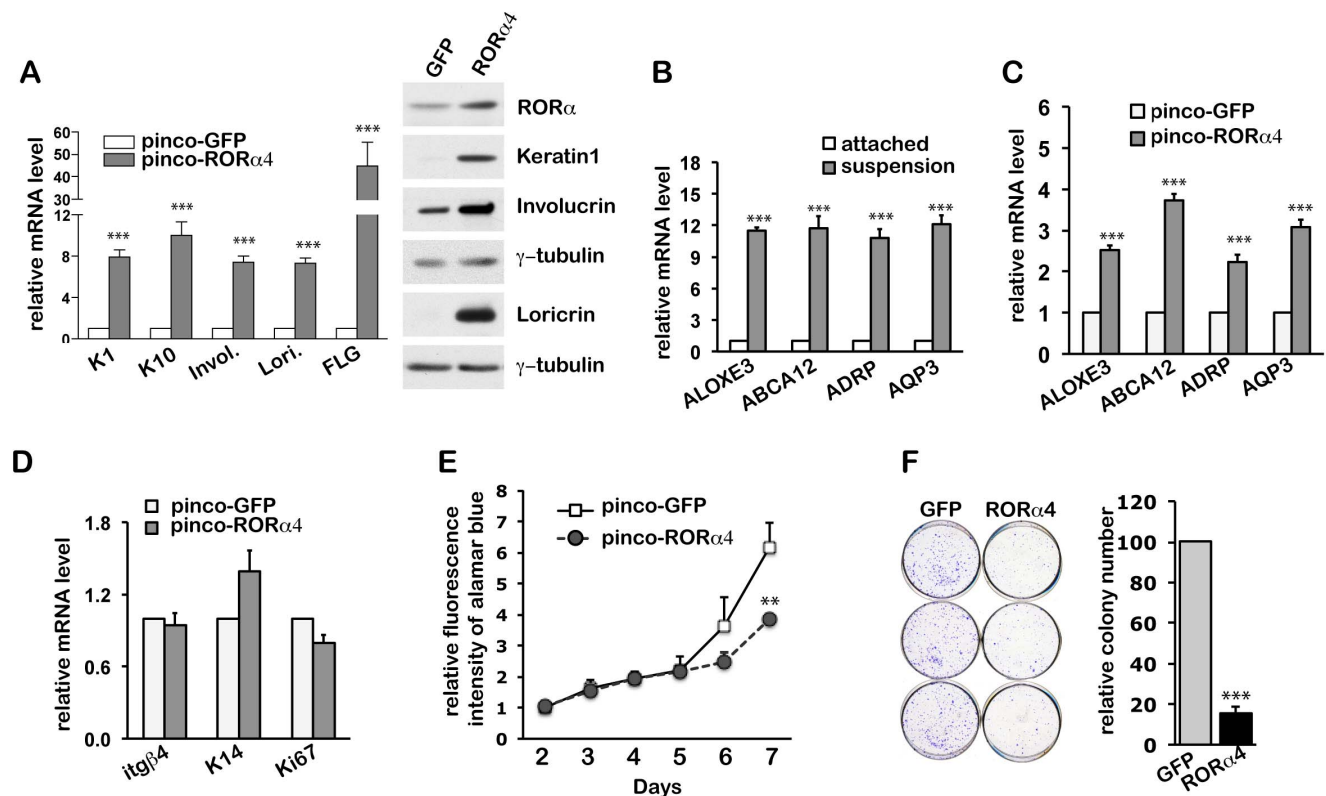 A
relative mRNA level
60
50
40
30
12
8
4
0
pinco-GFP
pinco-RORα4
***
***
***
***
***
K1
K10
Invol.
Lori.
FLG
GFP
RORα4
RORα
Keratin1
Involucrin
γ-tubulin
Loricrin
γ-tubulin
B
attached
suspension
relative mRNA level
18
15
12
9
6
3
0
***
***
***
***
ALOXE3
ABCA12
ADRP
AQP3
C
pinco-GFP
pinco-RORα4
relative mRNA level
6
5
4
3
2
1
0
***
***
***
***
ALOXE3
ABCA12
ADRP
AQP3
D
pinco-GFP
pinco-RORα4
relative mRNA level
1.8
1.2
0.6
0.0
itgβ4
K14
Ki67
E
relative fluorescence
intensity of alamar blue
8
7
6
5
4
3
2
1
0
pinco-GFP
pinco-RORα4
**
2
3
4
5
6
7
Days
F
GFP
RORα4
relative colony number
120
100
80
60
40
20
0
***
GFP
RORα4